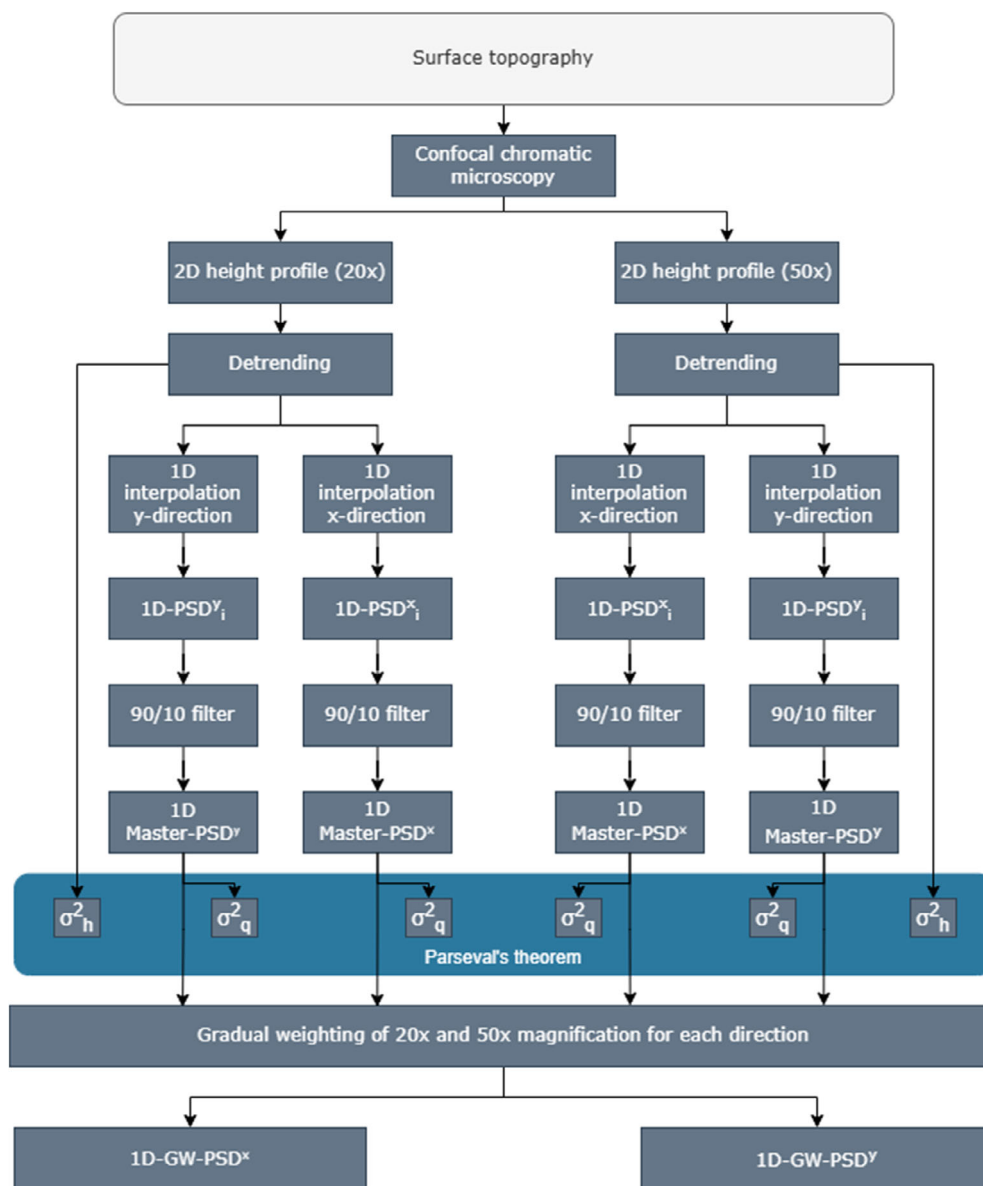 Surface topography
Confocal chromatic
microscopy
2D height profile (20x)
2D height profile (50x)
Detrending
Detrending
1D
interpolation
y-direction
1D
interpolation
x-direction
1D
interpolation
x-direction
1D
interpolation
y-direction
1D-PSDʸᵢ
1D-PSDˣᵢ
1D-PSDˣᵢ
1D-PSDʸᵢ
90/10 filter
90/10 filter
90/10 filter
90/10 filter
1D
Master-PSDʸ
1D
Master-PSDˣ
1D
Master-PSDˣ
1D
Master-PSDʸ
σ²ₕ
σ²q
σ²q
σ²q
σ²q
σ²ₕ
Parseval's theorem
Gradual weighting of 20x and 50x magnification for each direction
1D-GW-PSDˣ
1D-GW-PSDʸ